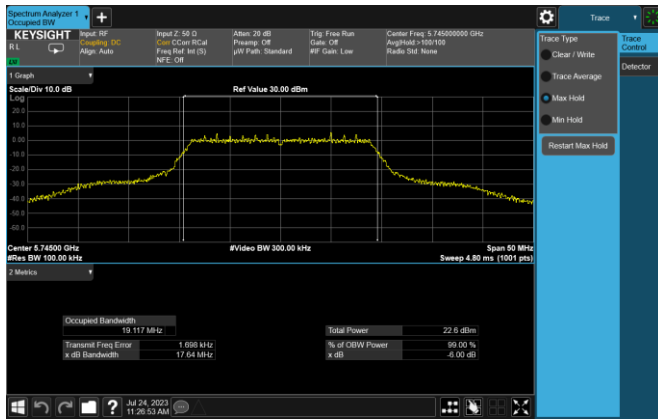 Spectrum Analyzer 1
Occupied BW
+
Trace
KEYSIGHT
R L
LXI
Input: RF
Coupling: DC
Align: Auto
Input Z: 50 Ω
Corr CCorr RCal
Freq Ref: Int (S)
NFE: Off
Atten: 20 dB
Preamp: Off
µW Path: Standard
Trig: Free Run
Gate: Off
#IF Gain: Low
Center Freq: 5.745000000 GHz
Avg|Hold:>100/100
Radio Std: None
Trace Type
Clear / Write
Trace Average
Max Hold
Min Hold
Restart Max Hold
Trace Control
Detector
1 Graph
Scale/Div 10.0 dB
Ref Value 30.00 dBm
Log
20.0
10.0
0.00
-10.0
-20.0
-30.0
-40.0
-50.0
-60.0
Center 5.74500 GHz
#Video BW 300.00 kHz
Span 50 MHz
#Res BW 100.00 kHz
Sweep 4.80 ms (1001 pts)
2 Metrics
Occupied Bandwidth
19.117 MHz
Total Power 22.6 dBm
Transmit Freq Error 1.698 kHz
% of OBW Power 99.00 %
x dB Bandwidth 17.64 MHz
x dB -6.00 dB
?
Jul 24, 2023
11:26:53 AM